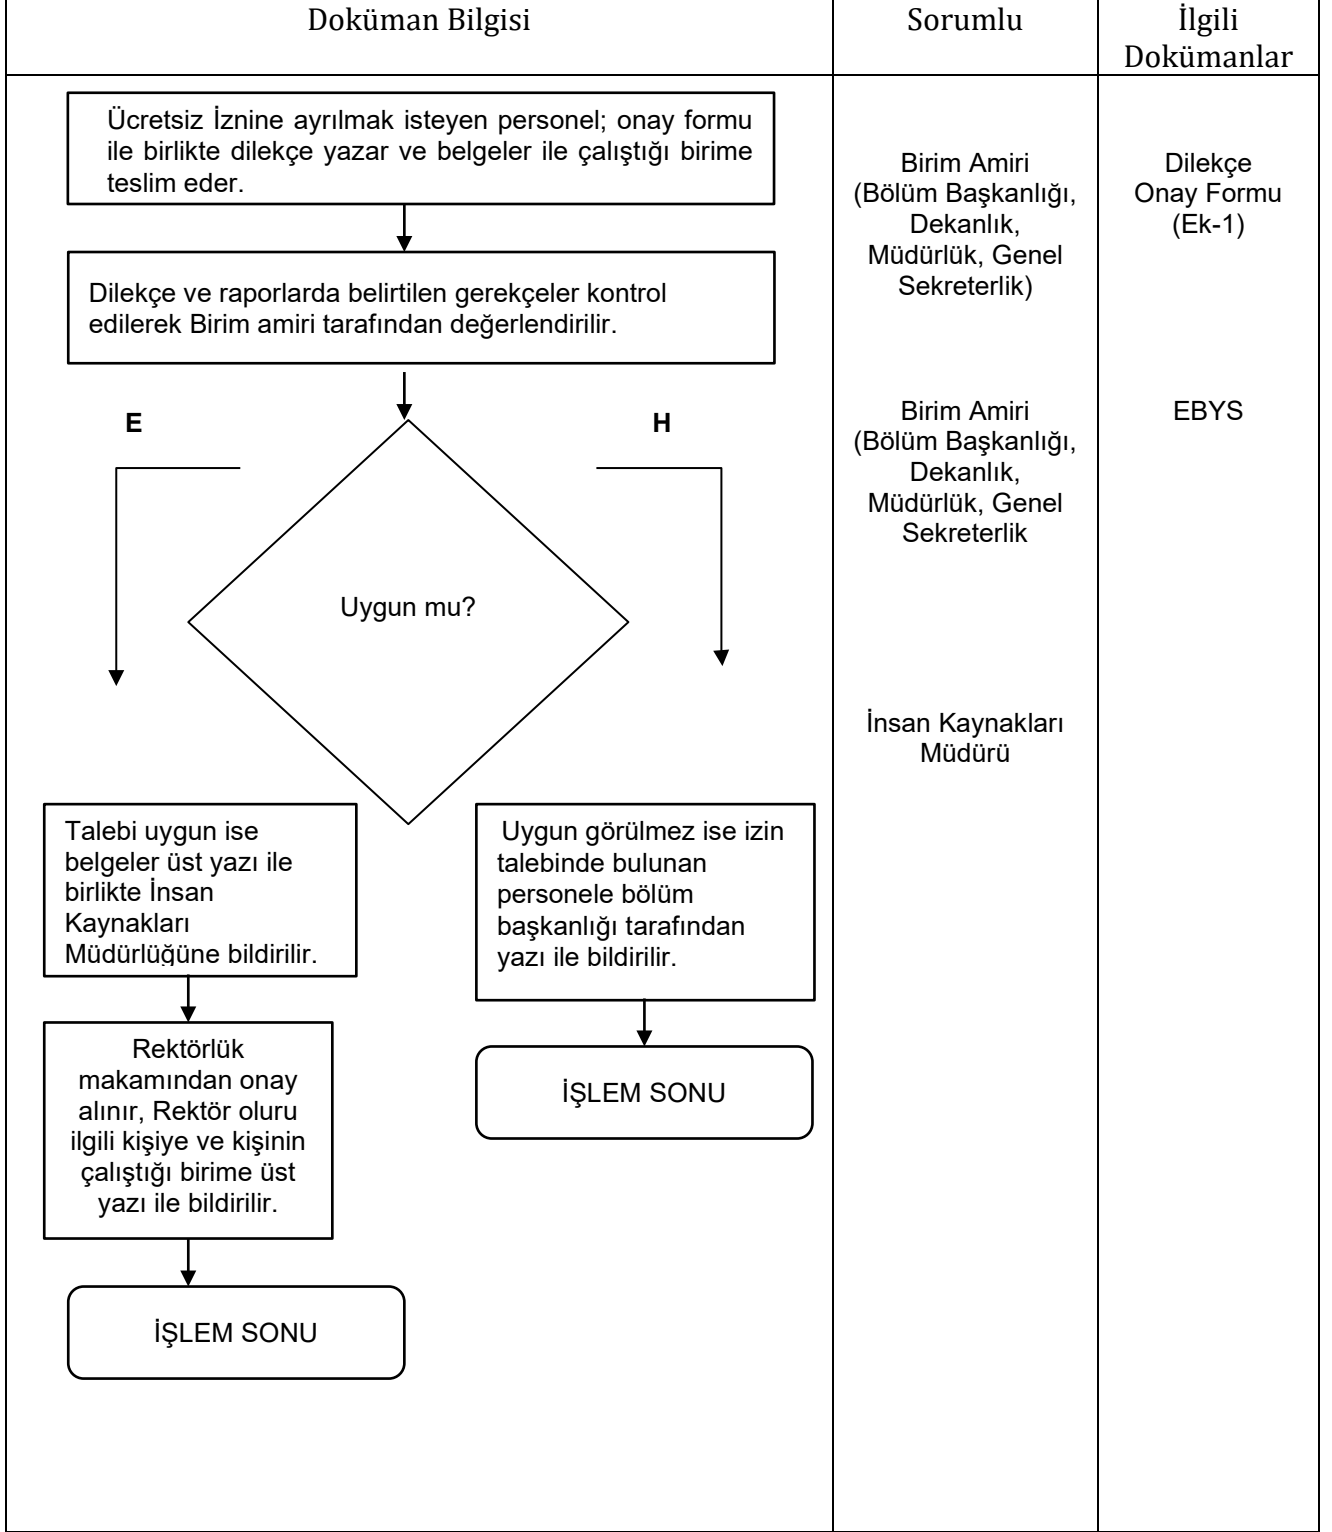 Doküman Bilgisi
Sorumlu
İlgili
Dokümanlar
Ücretsiz İznine ayrılmak isteyen personel; onay formu
ile birlikte dilekçe yazar ve belgeler ile çalıştığı birime
teslim eder.
Birim Amiri
(Bölüm Başkanlığı,
Dekanlık,
Müdürlük, Genel
Sekreterlik)
Dilekçe
Onay Formu
(Ek-1)
Dilekçe ve raporlarda belirtilen gerekçeler kontrol
edilerek Birim amiri tarafından değerlendirilir.
E
H
Birim Amiri
(Bölüm Başkanlığı,
Dekanlık,
Müdürlük, Genel
Sekreterlik
EBYS
Uygun mu?
İnsan Kaynakları
Müdürü
Talebi uygun ise
belgeler üst yazı ile
birlikte İnsan
Kaynakları
Müdürlüğüne bildirilir.
Uygun görülmez ise izin
talebinde bulunan
personele bölüm
başkanlığı tarafından
yazı ile bildirilir.
Rektörlük
makamından onay
alınır, Rektör oluru
ilgili kişiye ve kişinin
çalıştığı birime üst
yazı ile bildirilir.
İŞLEM SONU
İŞLEM SONU